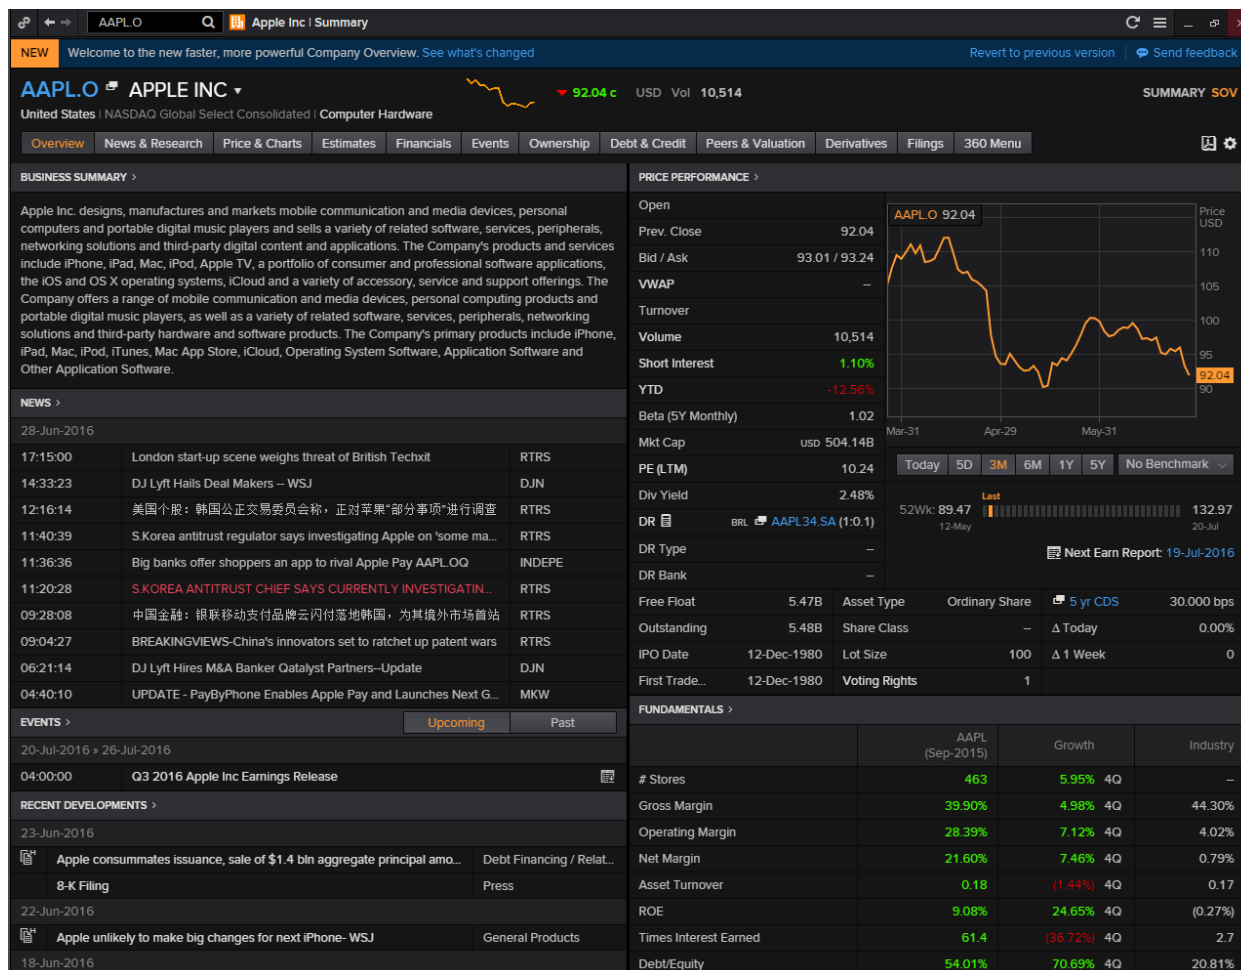 AAPL.O
Apple Inc | Summary
NEW Welcome to the new faster, more powerful Company Overview. See what's changed
Revert to previous version Send feedback
AAPL.O APPLE INC
92.04 c USD Vol 10,514
SUMMARY SOV
United States | NASDAQ Global Select Consolidated | Computer Hardware
Overview News & Research Price & Charts Estimates Financials Events Ownership Debt & Credit Peers & Valuation Derivatives Filings 360 Menu
BUSINESS SUMMARY >
Apple Inc. designs, manufactures and markets mobile communication and media devices, personal
computers and portable digital music players and sells a variety of related software, services, peripherals,
networking solutions and third-party digital content and applications. The Company's products and services
include iPhone, iPad, Mac, iPod, Apple TV, a portfolio of consumer and professional software applications,
the iOS and OS X operating systems, iCloud and a variety of accessory, service and support offerings. The
Company offers a range of mobile communication and media devices, personal computing products and
portable digital music players, as well as a variety of related software, services, peripherals, networking
solutions and third-party hardware and software products. The Company's primary products include iPhone,
iPad, Mac, iPod, iTunes, Mac App Store, iCloud, Operating System Software, Application Software and
Other Application Software.
NEWS >
28-Jun-2016
17:15:00 London start-up scene weighs threat of British Techxit RTRS
14:33:23 DJ Lyft Hails Deal Makers -- WSJ DJN
12:16:14 美国个股：韩国公正交易委员会称，正对苹果“部分事项”进行调查 RTRS
11:40:39 S.Korea antitrust regulator says investigating Apple on 'some ma... RTRS
11:36:36 Big banks offer shoppers an app to rival Apple Pay AAPL.OQ INDEPE
11:20:28 S.KOREA ANTITRUST CHIEF SAYS CURRENTLY INVESTIGATIN... RTRS
09:28:08 中国金融：银联移动支付品牌云闪付落地韩国，为其境外市场首站 RTRS
09:04:27 BREAKINGVIEWS-China's innovators set to ratchet up patent wars RTRS
06:21:14 DJ Lyft Hires M&A Banker Qatalyst Partners--Update DJN
04:40:10 UPDATE - PayByPhone Enables Apple Pay and Launches Next G... MKW
EVENTS > Upcoming Past
20-Jul-2016 » 26-Jul-2016
04:00:00 Q3 2016 Apple Inc Earnings Release
RECENT DEVELOPMENTS >
23-Jun-2016
Apple consummates issuance, sale of $1.4 bln aggregate principal amo... Debt Financing / Relat...
8-K Filing Press
22-Jun-2016
Apple unlikely to make big changes for next iPhone- WSJ General Products
18-Jun-2016
PRICE PERFORMANCE >
Open
Prev. Close 92.04
Bid / Ask 93.01 / 93.24
VWAP –
Turnover
Volume 10,514
Short Interest 1.10%
YTD -12.56%
Beta (5Y Monthly) 1.02
Mkt Cap USD 504.14B
PE (LTM) 10.24
Div Yield 2.48%
DR BRL AAPL34.SA (1:0.1)
DR Type –
DR Bank –
AAPL.O 92.04
Price
USD
110
105
100
95
92.04
90
Mar-31 Apr-29 May-31
Today 5D 3M 6M 1Y 5Y No Benchmark
Last
52Wk: 89.47 132.97
12-May 20-Jul
Next Earn Report: 19-Jul-2016
Free Float 5.47B Asset Type Ordinary Share 5 yr CDS 30.000 bps
Outstanding 5.48B Share Class – Δ Today 0.00%
IPO Date 12-Dec-1980 Lot Size 100 Δ 1 Week 0
First Trade... 12-Dec-1980 Voting Rights 1
FUNDAMENTALS >
AAPL
(Sep-2015) Growth Industry
# Stores 463 5.95% 4Q –
Gross Margin 39.90% 4.98% 4Q 44.30%
Operating Margin 28.39% 7.12% 4Q 4.02%
Net Margin 21.60% 7.46% 4Q 0.79%
Asset Turnover 0.18 (1.44%) 4Q 0.17
ROE 9.08% 24.65% 4Q (0.27%)
Times Interest Earned 61.4 (36.72%) 4Q 2.7
Debt/Equity 54.01% 70.69% 4Q 20.81%